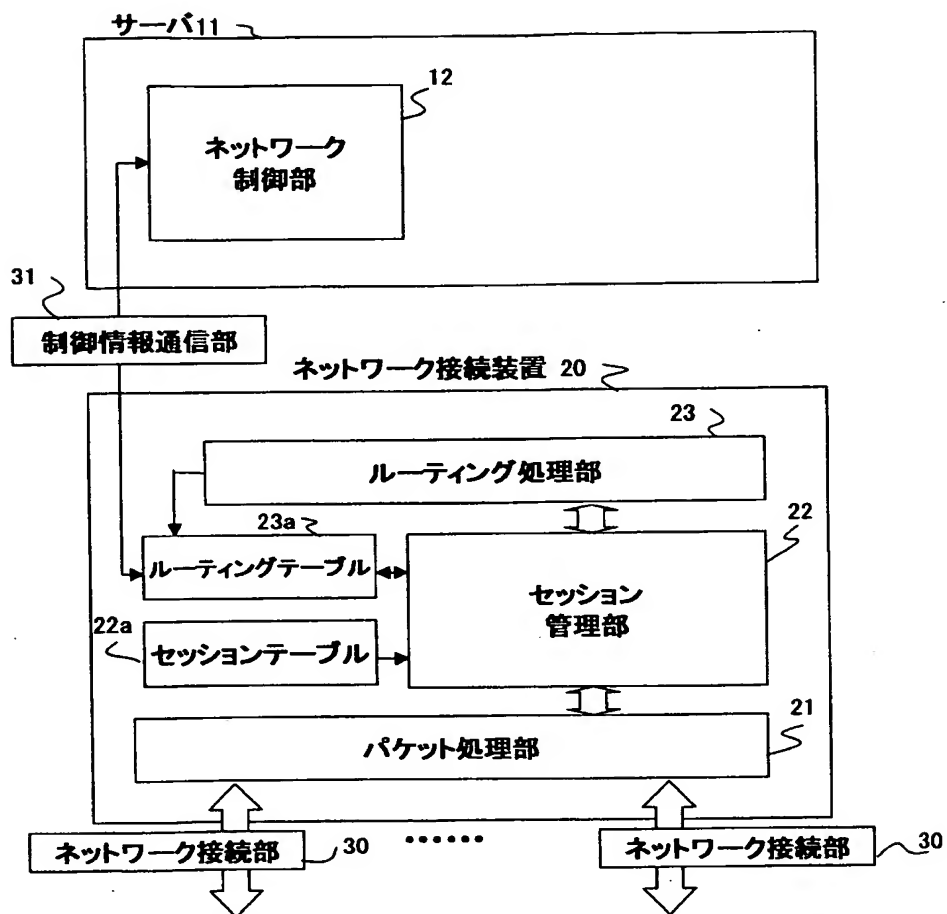 サーバ11
12
ネットワーク
制御部
31
制御情報通信部
ネットワーク接続装置 20
23
ルーティング処理部
23a
22
ルーティングテーブル
セッション
管理部
22a
セッションテーブル
21
パケット処理部
ネットワーク接続部
30
ネットワーク接続部
30